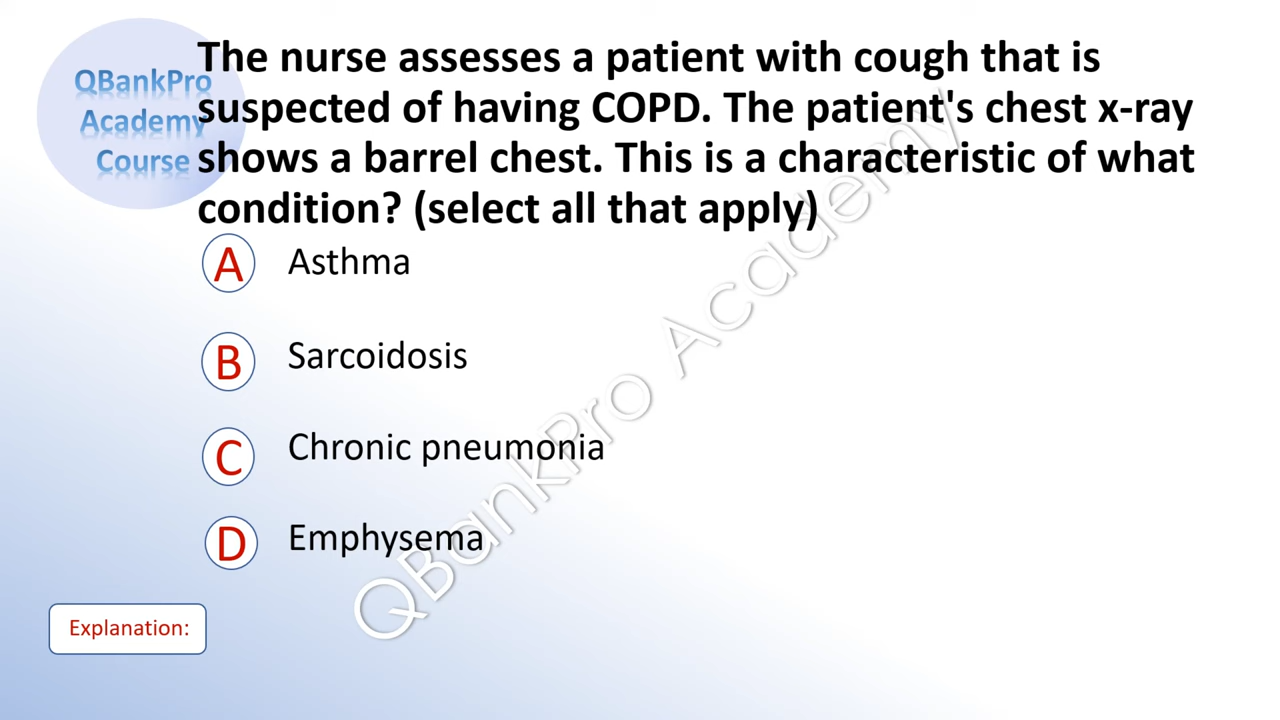 QBankPro
Academy
Course
The nurse assesses a patient with cough that is
suspected of having COPD. The patient's chest x-ray
shows a barrel chest. This is a characteristic of what
condition? (select all that apply)
A Asthma
B Sarcoidosis
C Chronic pneumonia
D Emphysema
QBankPro Academy
Explanation: